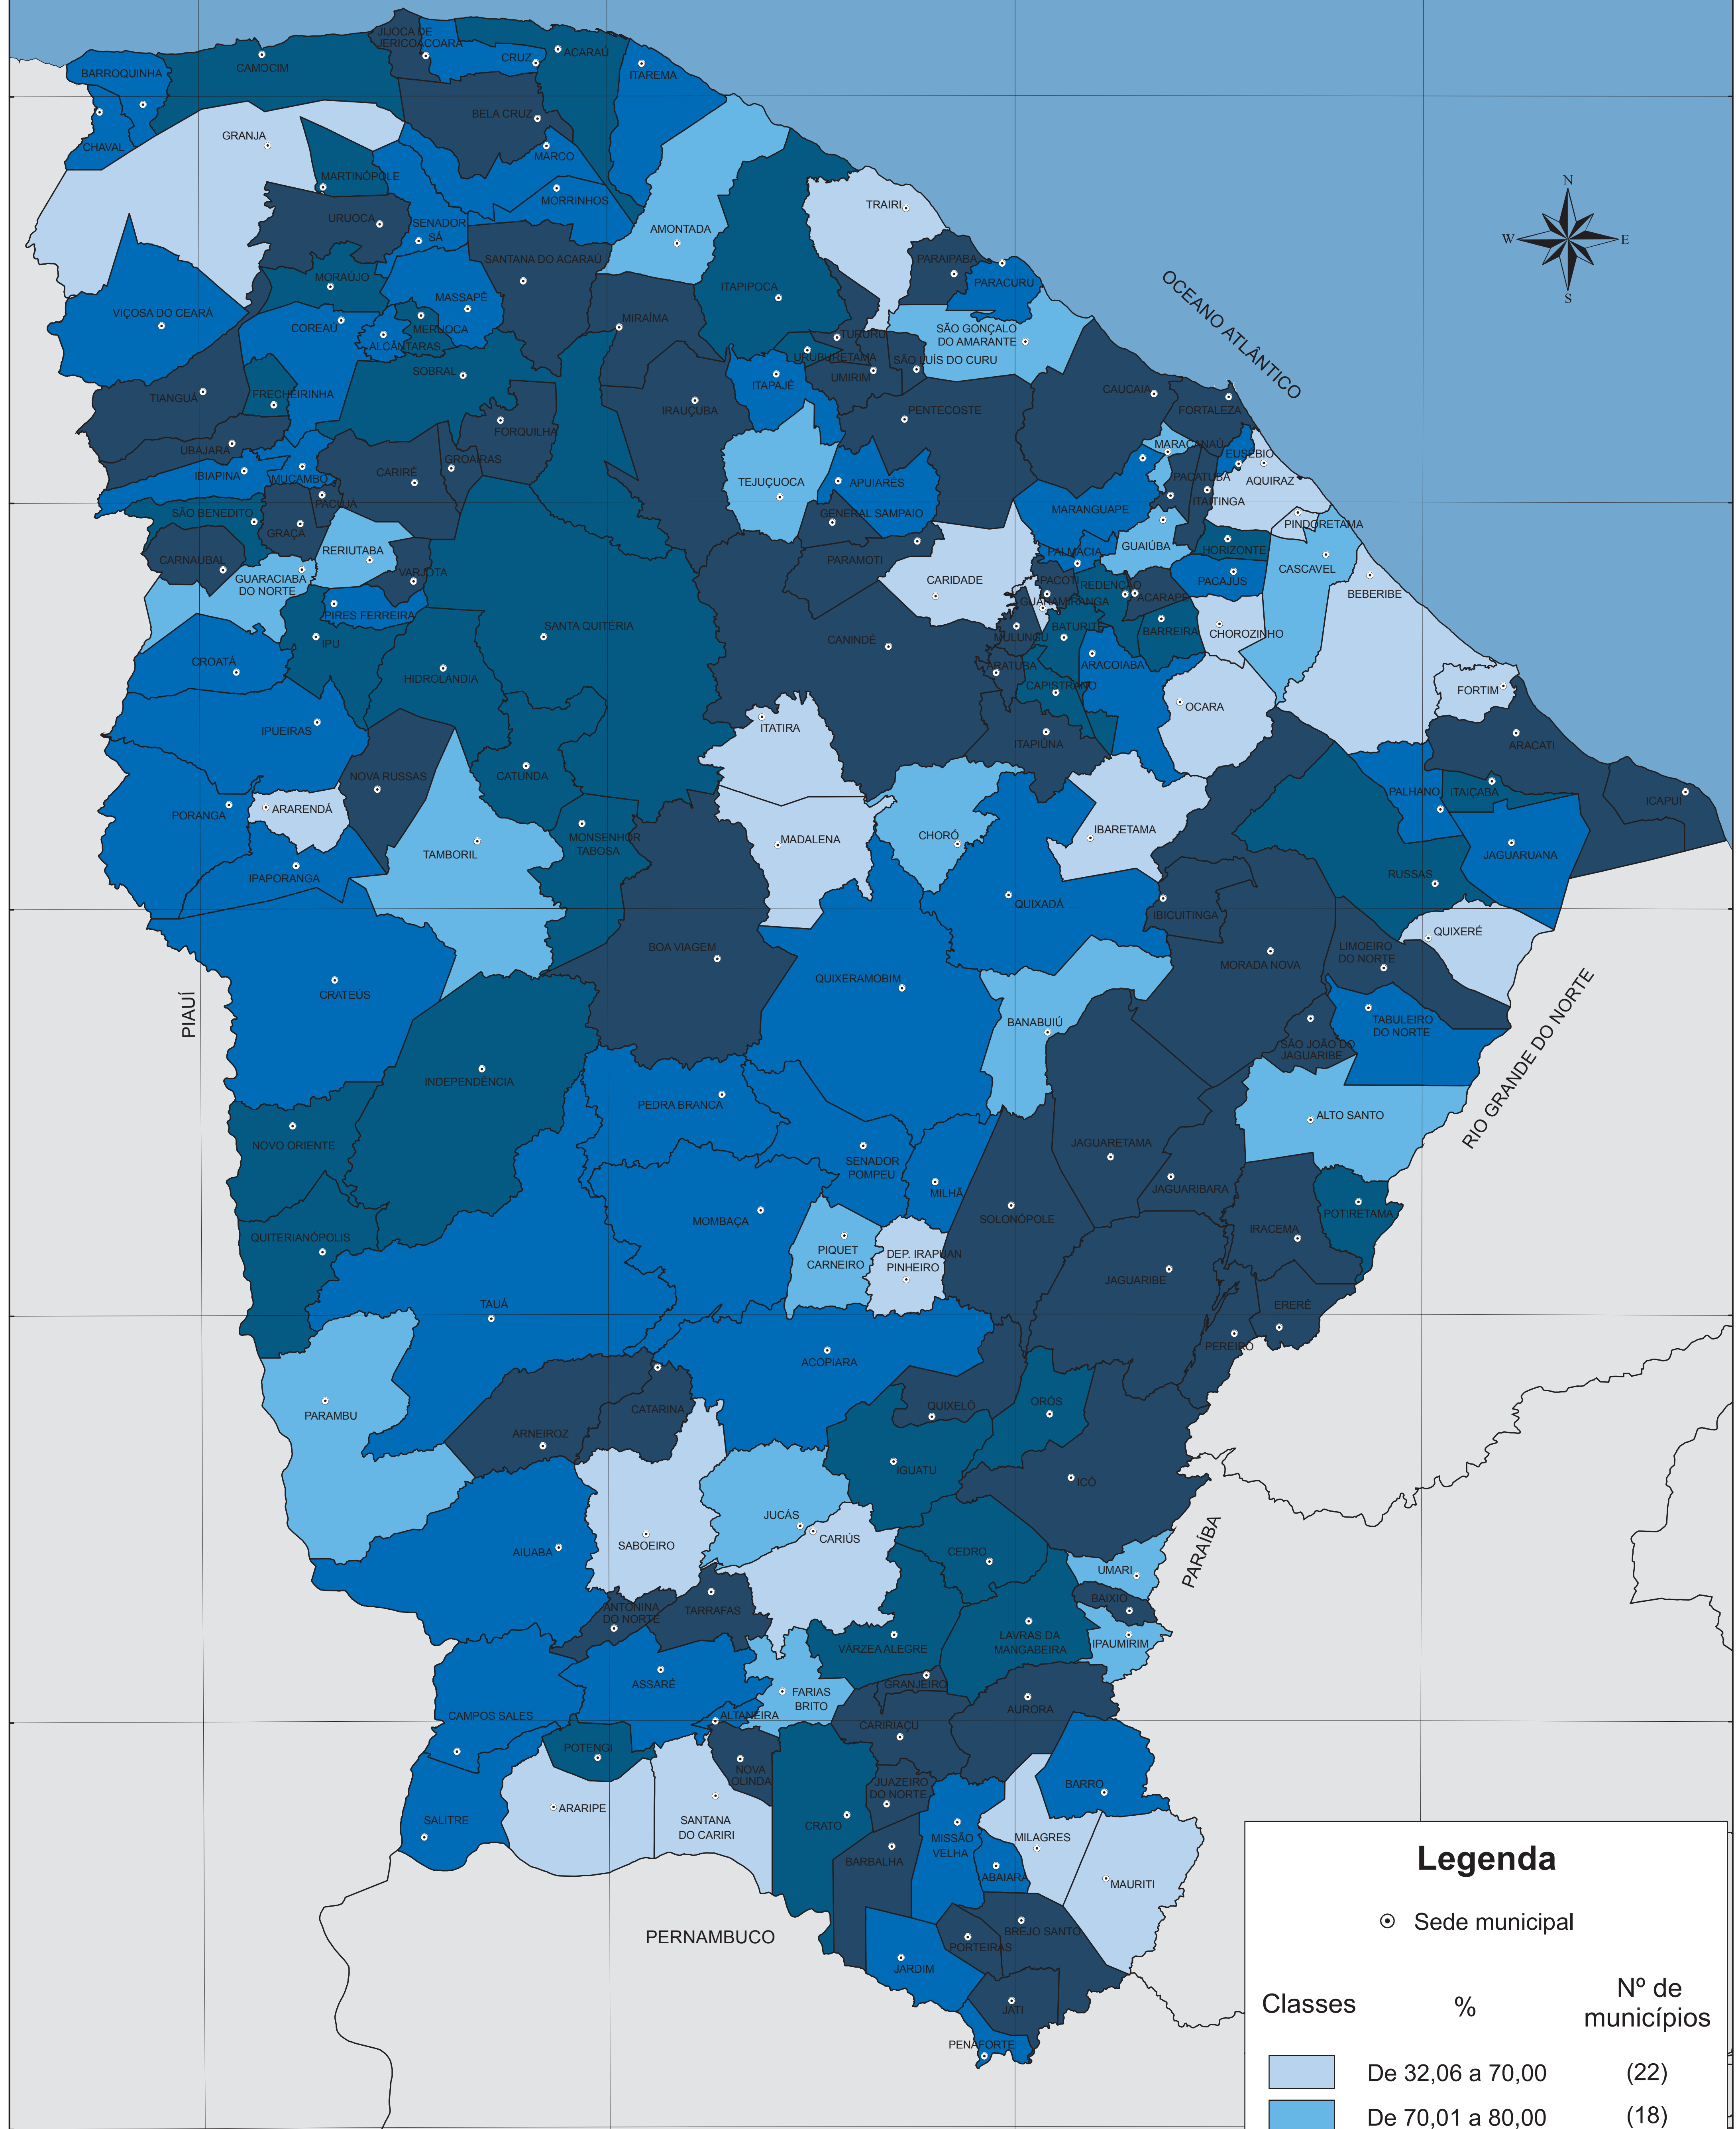 JIJOCA DE
JERICOACOARA
CRUZ
ACARAÚ
ITAREMA
BARROQUINHA
CAMOCIM
BELA CRUZ
GRANJA
CHAVAL
MARCO
MARTINÓPOLE
MORRINHOS
URUOCA
SENADOR
SÁ
AMONTADA
TRAIRI
N
W
E
S
SANTANA DO ACARAÚ
PARAIPABA
PARACURU
MORAÚJO
MASSAPÊ
ITAPIPOCA
OCEANO ATLÂNTICO
VIÇOSA DO CEARÁ
COREAÚ
MERUOCA
ALCÂNTARAS
MIRAÍMA
TURURU
SÃO GONÇALO
DO AMARANTE
URUBURETAMA
SÃO LUÍS DO CURU
SOBRAL
UMIRIM
ITAPAJÉ
TIANGUÁ
FRECHEIRINHA
IRAUÇUBA
PENTECOSTE
CAUCAIA
FORTALEZA
FORQUILHA
UBAJARA
MARACANAÚ
EUSÉBIO
GROAÍRAS
CARIRÉ
IBIAPINA
MUCAMBO
PACATUBA
AQUIRAZ
TEJUÇUOCA
APUIARÉS
ITAITINGA
PACUJÁ
MARANGUAPE
SÃO BENEDITO
GENERAL SAMPAIO
PINDORETAMA
GRAÇA
RERIUTABA
GUAIÚBA
HORIZONTE
PALMÁCIA
CARNAUBAL
PARAMOTI
CASCAVEL
VARJOTA
GUARACIABA
DO NORTE
CARIDADE
PACOTI
REDENÇÃO
PACAJUS
BEBERIBE
ACARAPE
GUARAMIRANGA
PIRES FERREIRA
SANTA QUITÉRIA
BATURITÉ
BARREIRA
CHOROZINHO
IPU
CANINDÉ
MULUNGU
CROATÁ
ARATUBA
ARACOIABA
HIDROLÂNDIA
CAPISTRANO
FORTIM
OCARA
ITATIRA
IPUEIRAS
ITAPIÚNA
ARACATI
NOVA RUSSAS
CATUNDA
PALHANO
ITAIÇABA
ICAPUÍ
PORANGA
ARARENDÁ
MONSENHOR
TABOSA
MADALENA
CHORÓ
IBARETAMA
TAMBORIL
JAGUARUANA
IPAPORANGA
RUSSAS
QUIXADÁ
IBICUITINGA
QUIXERÉ
BOA VIAGEM
LIMOEIRO
DO NORTE
MORADA NOVA
QUIXERAMOBIM
CRATEÚS
PIAUÍ
BANABUIÚ
TABULEIRO
DO NORTE
RIO GRANDE DO NORTE
SÃO JOÃO DO
JAGUARIBE
INDEPENDÊNCIA
PEDRA BRANCA
ALTO SANTO
NOVO ORIENTE
JAGUARETAMA
SENADOR
POMPEU
MILHÃ
JAGUARIBARA
POTIRETAMA
MOMBAÇA
SOLONÓPOLE
IRACEMA
QUITERIANÓPOLIS
PIQUET
CARNEIRO
DEP. IRAPUAN
PINHEIRO
JAGUARIBE
TAUÁ
ERERÊ
PEREIRO
ACOPIARA
QUIXELÔ
ORÓS
CATARINA
PARAMBU
ARNEIROZ
IGUATU
ICÓ
JUCÁS
CARIÚS
SABOEIRO
AIUABA
CEDRO
UMARI
PARAÍBA
BAIXIO
ANTONINA
DO NORTE
TARRAFAS
LAVRAS DA
MANGABEIRA
IPAUMIRIM
VÁRZEA ALEGRE
ASSARÉ
GRANJEIRO
FARIAS
BRITO
AURORA
CAMPOS SALES
ALTANEIRA
CARIRIAÇU
POTENGI
NOVA
OLINDA
JUAZEIRO
DO NORTE
BARRO
ARARIPE
SALITRE
SANTANA
DO CARIRI
CRATO
MISSÃO
VELHA
MILAGRES
BARBALHA
ABAIARA
MAURITI
BREJO SANTO
PORTEIRAS
PERNAMBUCO
JARDIM
JATI
PENAFORTE
Legenda
Sede municipal
Classes % Nº de
municípios
De 32,06 a 70,00 (22)
De 70,01 a 80,00 (18)